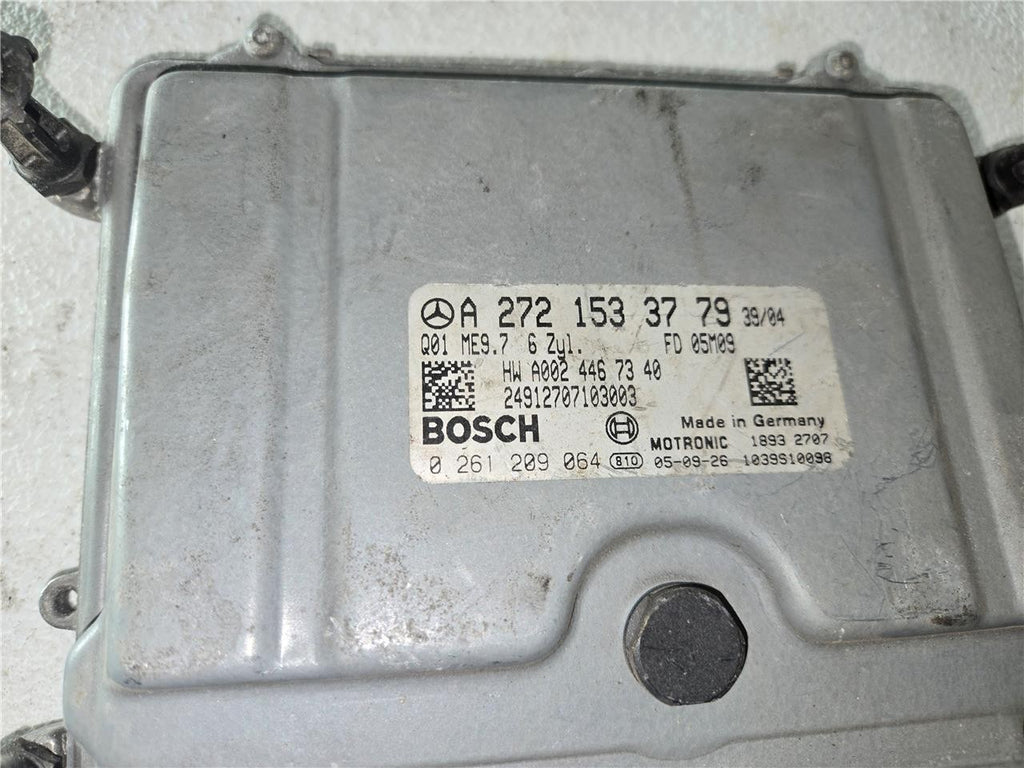 A 272 153 37 79 39/04
Q01 ME9.7 6 Zyl. FD 05M09
HW A002 446 73 40
24912707103003
BOSCH Made in Germany
MOTRONIC 1893 2707
0 261 209 064 810 05-09-26 1039S10098